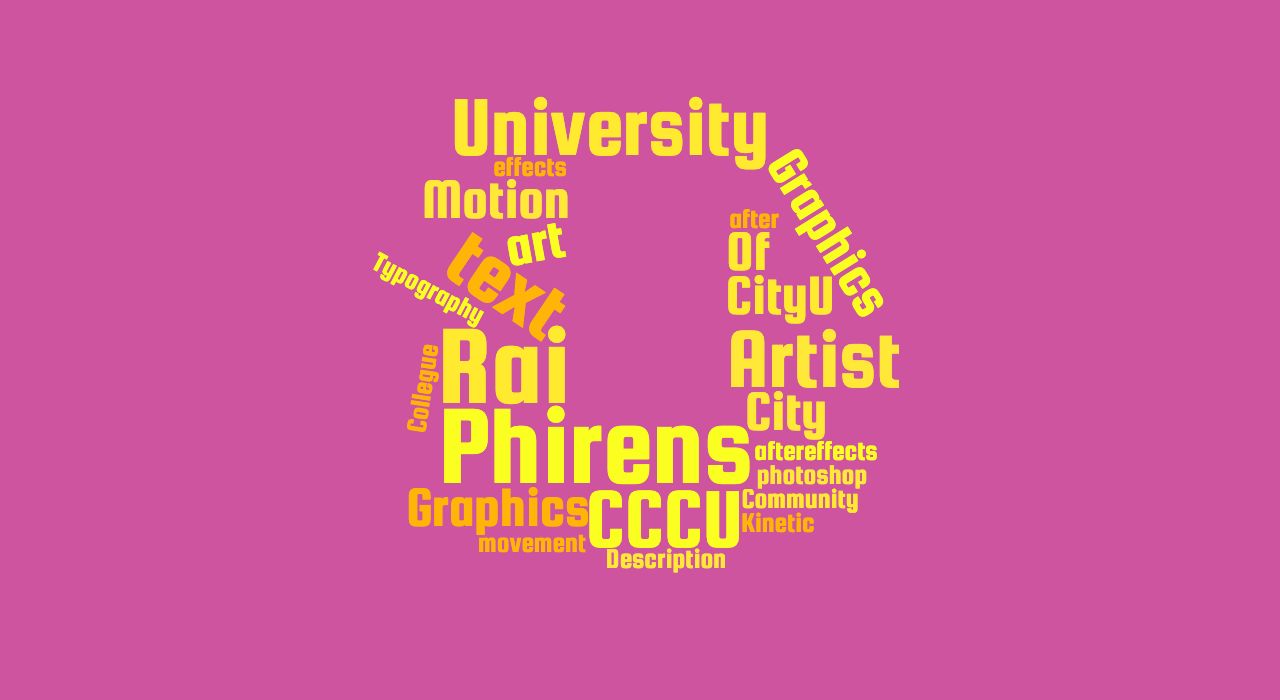 University
effects
Graphics
Motion
after
art
Of
text
Typography
CityU
Rai
Artist
Collegue
City
Phirens
aftereffects
photoshop
Graphics
CCCU
Community
Kinetic
movement
Description